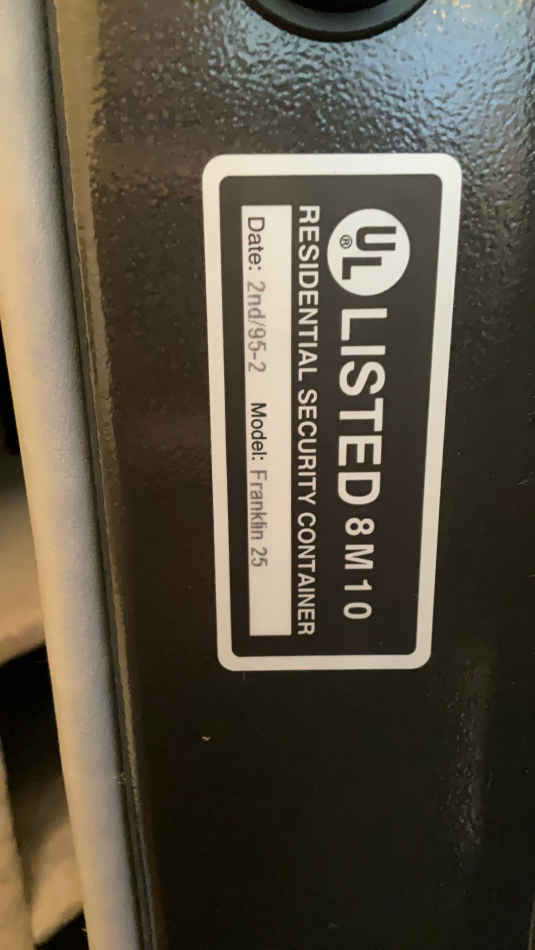 UL® LISTED 8M10
RESIDENTIAL SECURITY CONTAINER
Date: 2nd/95-2 Model: Franklin 25